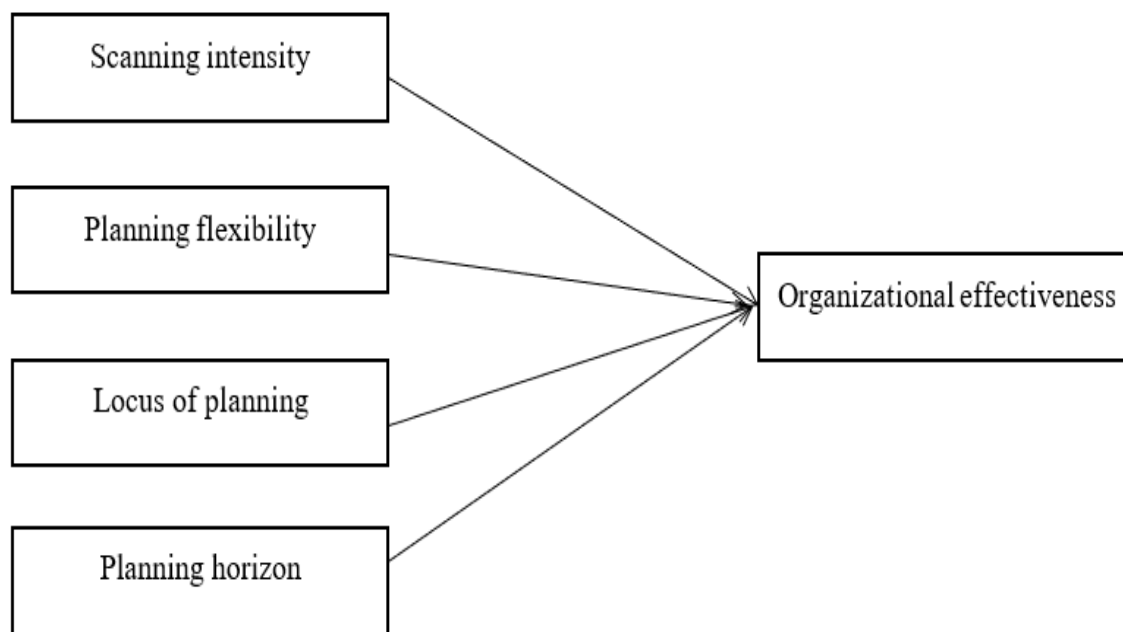 Scanning intensity
Planning flexibility
Organizational effectiveness
Locus of planning
Planning horizon